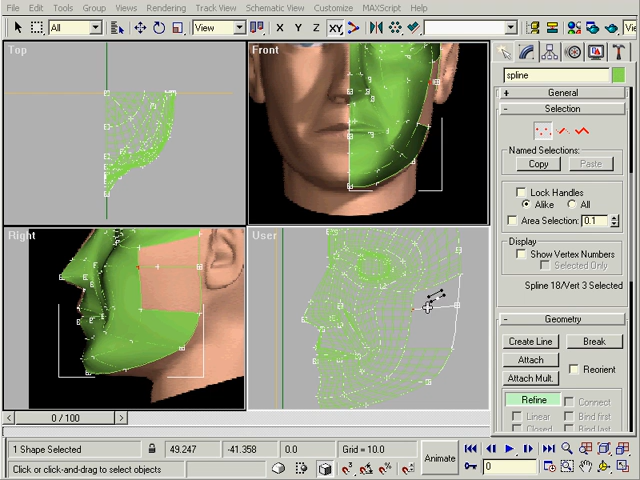 File Edit Tools Group Views Rendering Track View Schematic View Customize MAXScript Help
All View XY
Top Front
spline
+ General
- Selection
Named Selections:
Copy Paste
Lock Handles
Alike All
Area Selection: 0.1
Display
Show Vertex Numbers
Selected Only
Spline 18/Vert 3 Selected
Right User
- Geometry
Create Line Break
Attach
Attach Mult. Reorient
Refine Connect
Linear Bind first
Closed Bind last
< 0 / 100 >
1 Shape Selected 49.247 -41.358 0.0 Grid = 10.0
Animate
Click or click-and-drag to select objects 0